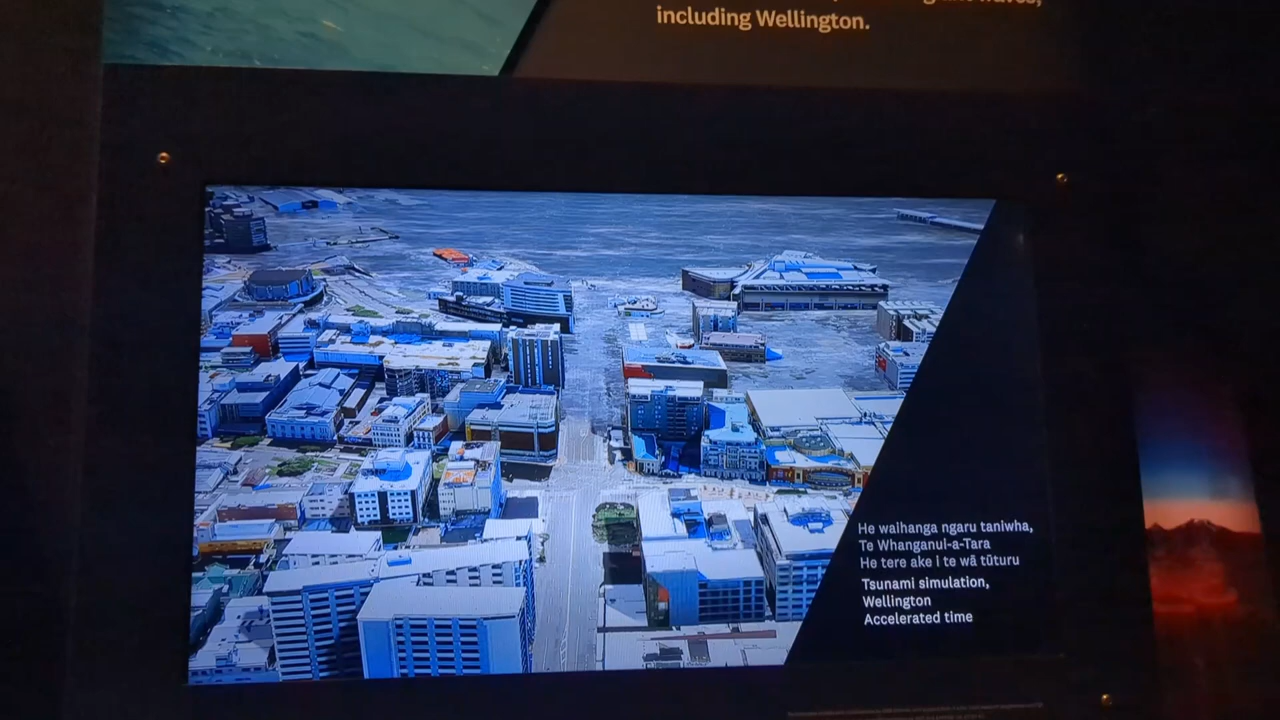 including Wellington.
He waihanga ngaru taniwha,
Te Whanganui-a-Tara
He tere ake i te wā tūturu
Tsunami simulation,
Wellington
Accelerated time